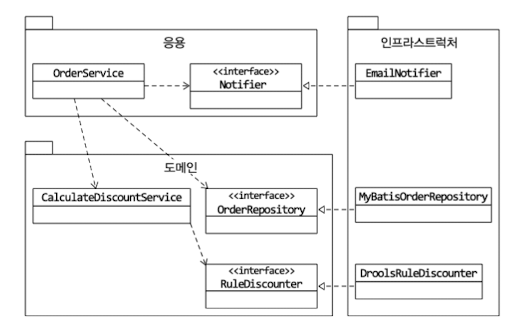 응용
인프라스트럭처
OrderService
<<interface>>
Notifier
EmailNotifier
도메인
CalculateDiscountService
<<interface>>
OrderRepository
MyBatisOrderRepository
<<interface>>
RuleDiscounter
DroolsRuleDiscounter